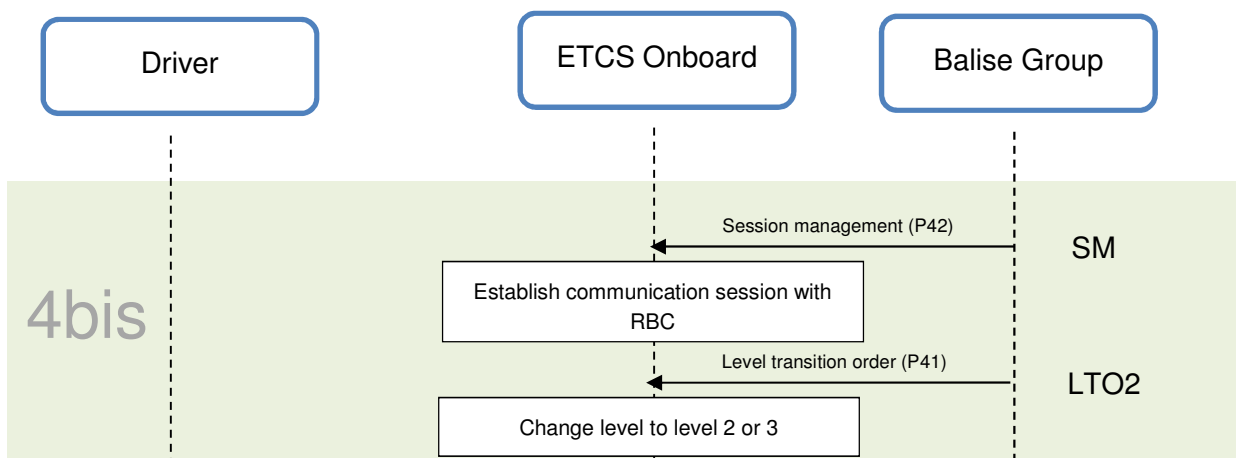 Driver
ETCS Onboard
Balise Group
Session management (P42)
SM
Establish communication session with
RBC
4bis
Level transition order (P41)
LTO2
Change level to level 2 or 3